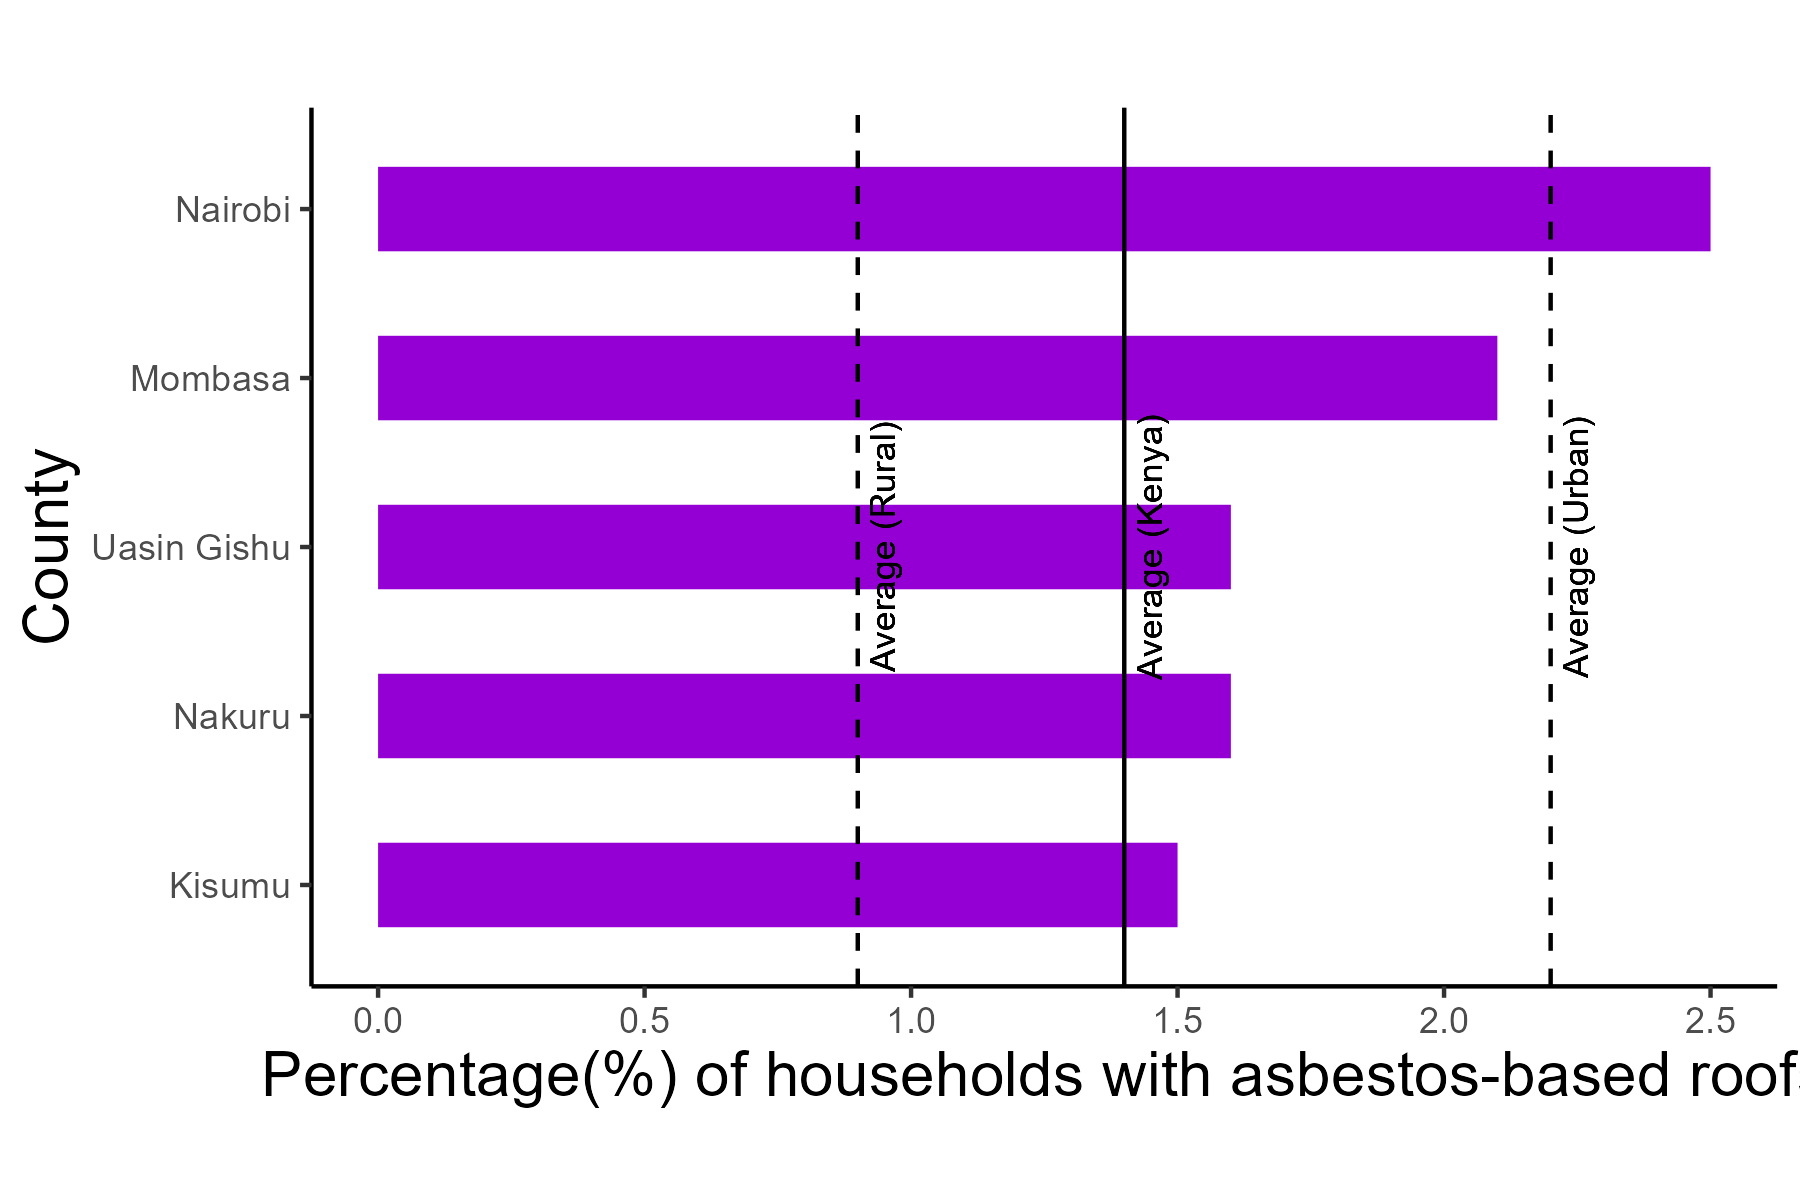 County
Nairobi
Mombasa
Uasin Gishu
Nakuru
Kisumu
Average (Rural)
Average (Kenya)
Average (Urban)
0.0
0.5
1.0
1.5
2.0
2.5
Percentage(%) of households with asbestos-based roofs